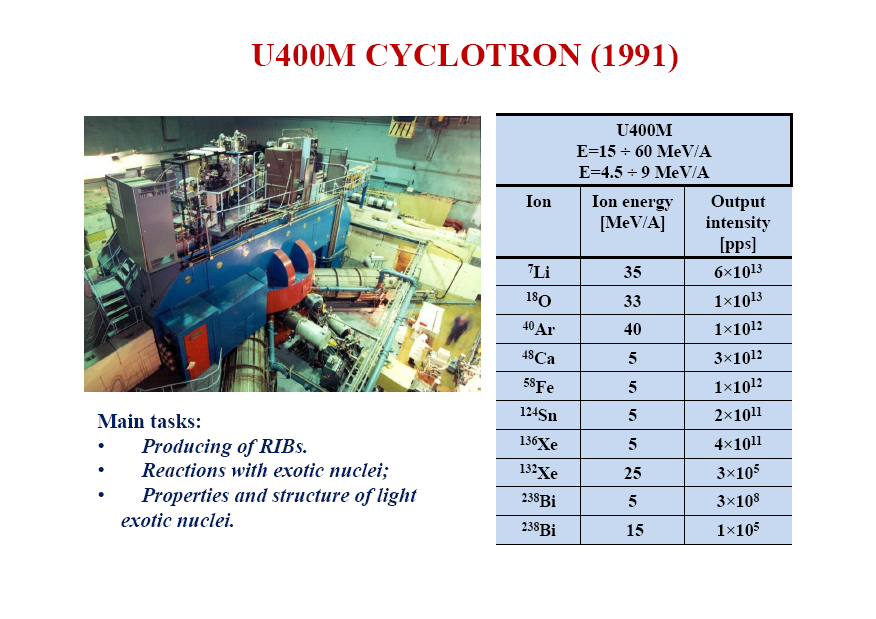 U400M CYCLOTRON (1991)
U400M
E=15 ÷ 60 MeV/A
E=4.5 ÷ 9 MeV/A
Ion Ion energy [MeV/A] Output intensity [pps]
⁷Li 35 6×10¹³
¹⁸O 33 1×10¹³
⁴⁰Ar 40 1×10¹²
⁴⁸Ca 5 3×10¹²
⁵⁸Fe 5 1×10¹²
¹²⁴Sn 5 2×10¹¹
¹³⁶Xe 5 4×10¹¹
¹³²Xe 25 3×10⁵
²³⁸Bi 5 3×10⁸
²³⁸Bi 15 1×10⁵
Main tasks:
• Producing of RIBs.
• Reactions with exotic nuclei;
• Properties and structure of light
exotic nuclei.